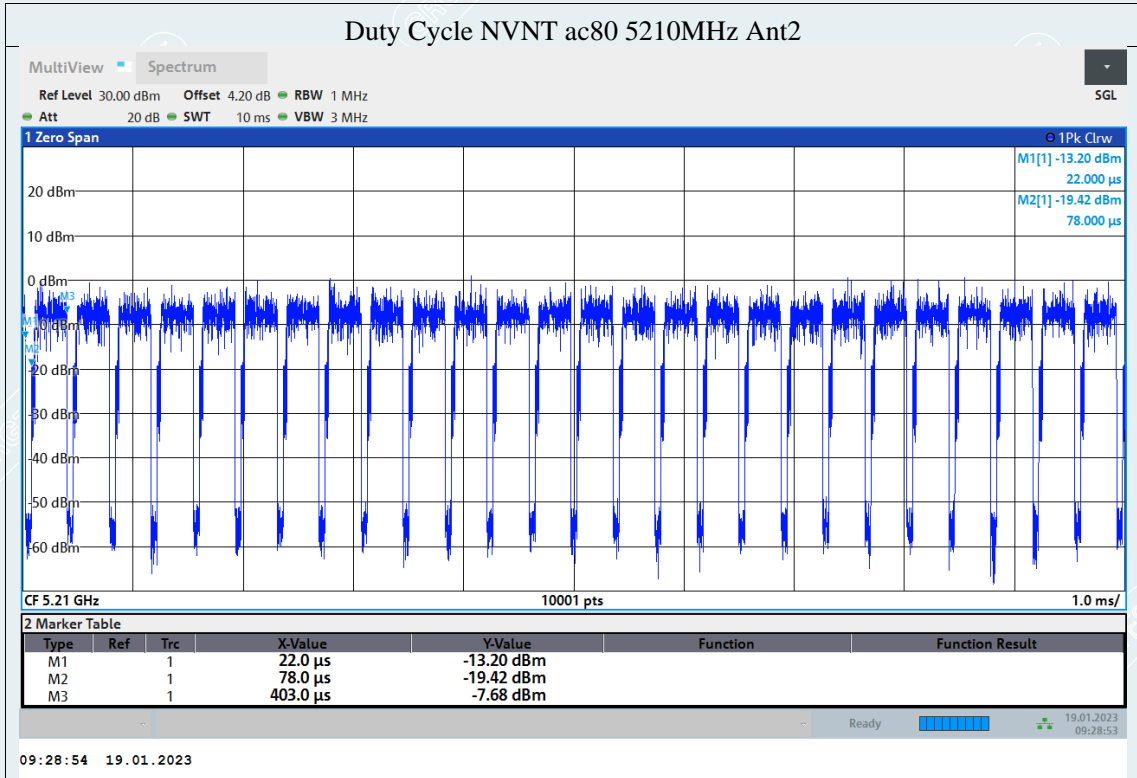 Duty Cycle NVNT ac80 5210MHz Ant2
MultiView Spectrum
Ref Level 30.00 dBm Offset 4.20 dB RBW 1 MHz SGL
Att 20 dB SWT 10 ms VBW 3 MHz
1 Zero Span 1Pk Clrw
M1[1] -13.20 dBm
22.000 µs
M2[1] -19.42 dBm
78.000 µs
20 dBm
10 dBm
0 dBm
M3
M1
-10 dBm
M2
-20 dBm
-30 dBm
-40 dBm
-50 dBm
-60 dBm
CF 5.21 GHz 10001 pts 1.0 ms/
2 Marker Table
Type Ref Trc X-Value Y-Value Function Function Result
M1 1 22.0 µs -13.20 dBm
M2 1 78.0 µs -19.42 dBm
M3 1 403.0 µs -7.68 dBm
Ready 19.01.2023
09:28:53
09:28:54 19.01.2023